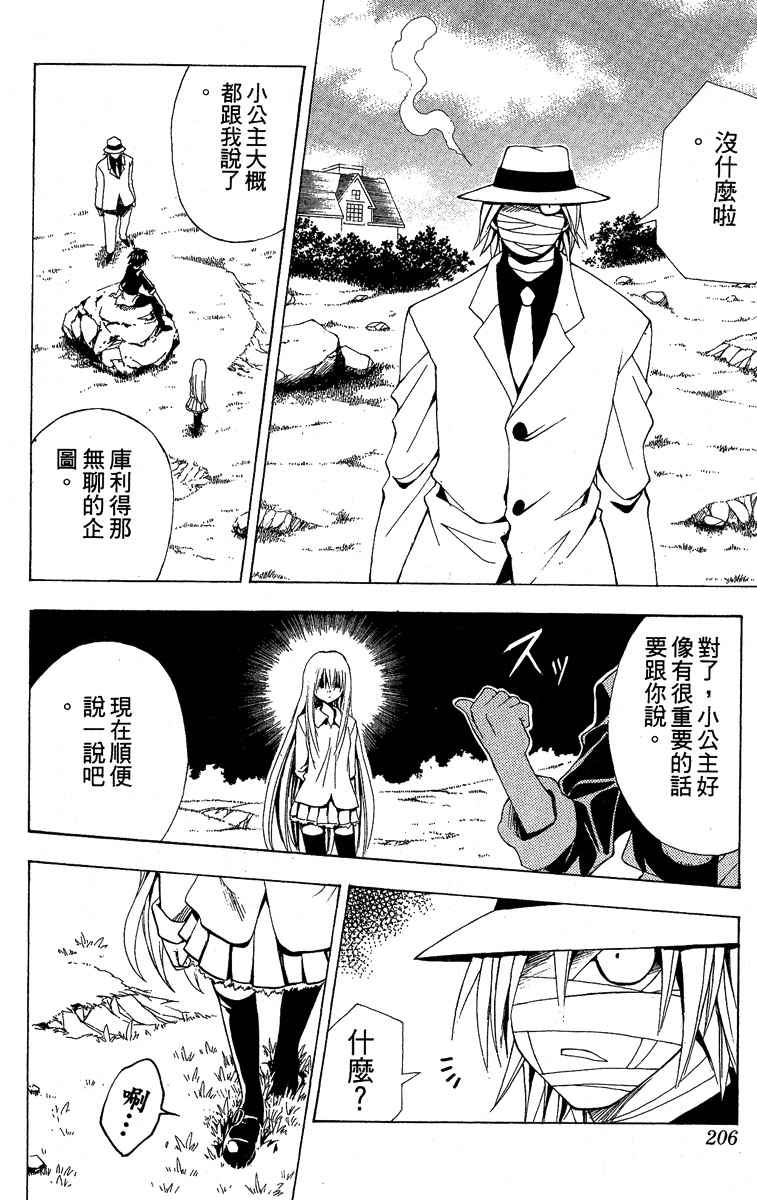 沒什麼啦
。
小公主大概
都跟我說了
。
庫利得那
無聊的企
圖。
對了，小公主好
像有很重要的話
要跟你說。
スッ
現在順便
說一說吧
。
什麼?
唰…
206